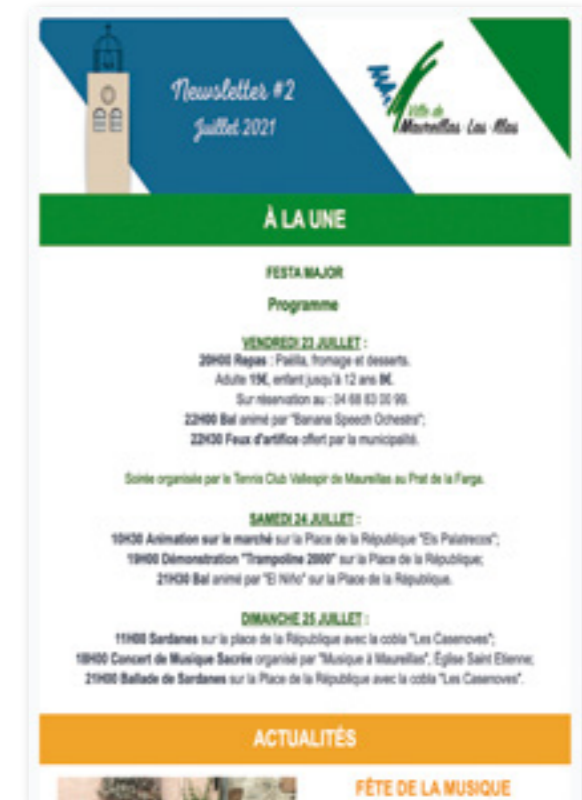 Newsletter #2
Juillet 2021
Ville de
Maureillas-Las-Illas
À LA UNE
FESTA MAJOR
Programme
VENDREDI 23 JUILLET :
20H00 Repas : Paëlla, fromage et desserts.
Adulte 15€, enfant jusqu'à 12 ans 8€.
Sur réservation au : 04 68 83 00 99.
22H00 Bal animé par "Banana Speech Ochestra";
22H30 Feux d'artifice offert par la municipalité.
Soirée organisée par le Tennis Club Vallespir de Maureillas au Prat de la Farga.
SAMEDI 24 JUILLET :
10H30 Animation sur le marché sur la Place de la République "Els
19H00 Démonstration "Trampoline 2000" sur la Place de la République;
21H30 Bal animé par "El Niño" sur la Place de la République.
DIMANCHE 25 JUILLET :
11H00 Sardanes sur la place de la République avec la cobla "Les Casenoves";
18H00 Concert de Musique Sacrée organisé par "Musique à Maureillas", Église Saint Etienne;
21H00 Ballade de Sardanes sur la Place de la République avec la cobla "Les Casenoves".
ACTUALITÉS
FÊTE DE LA MUSIQUE